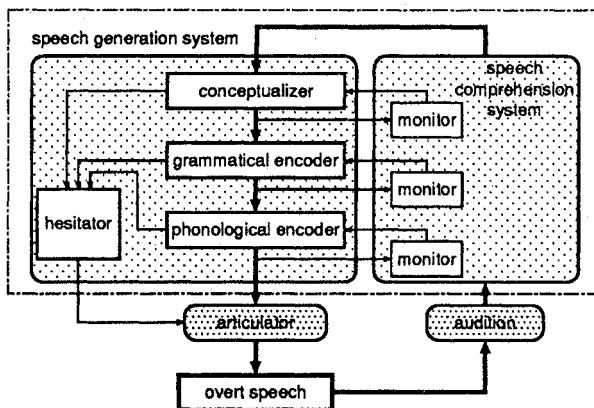 speech generation system
speech
comprehension
system
conceptualizer
monitor
grammatical encoder
monitor
hesitator
phonological encoder
monitor
articulator
audition
overt speech